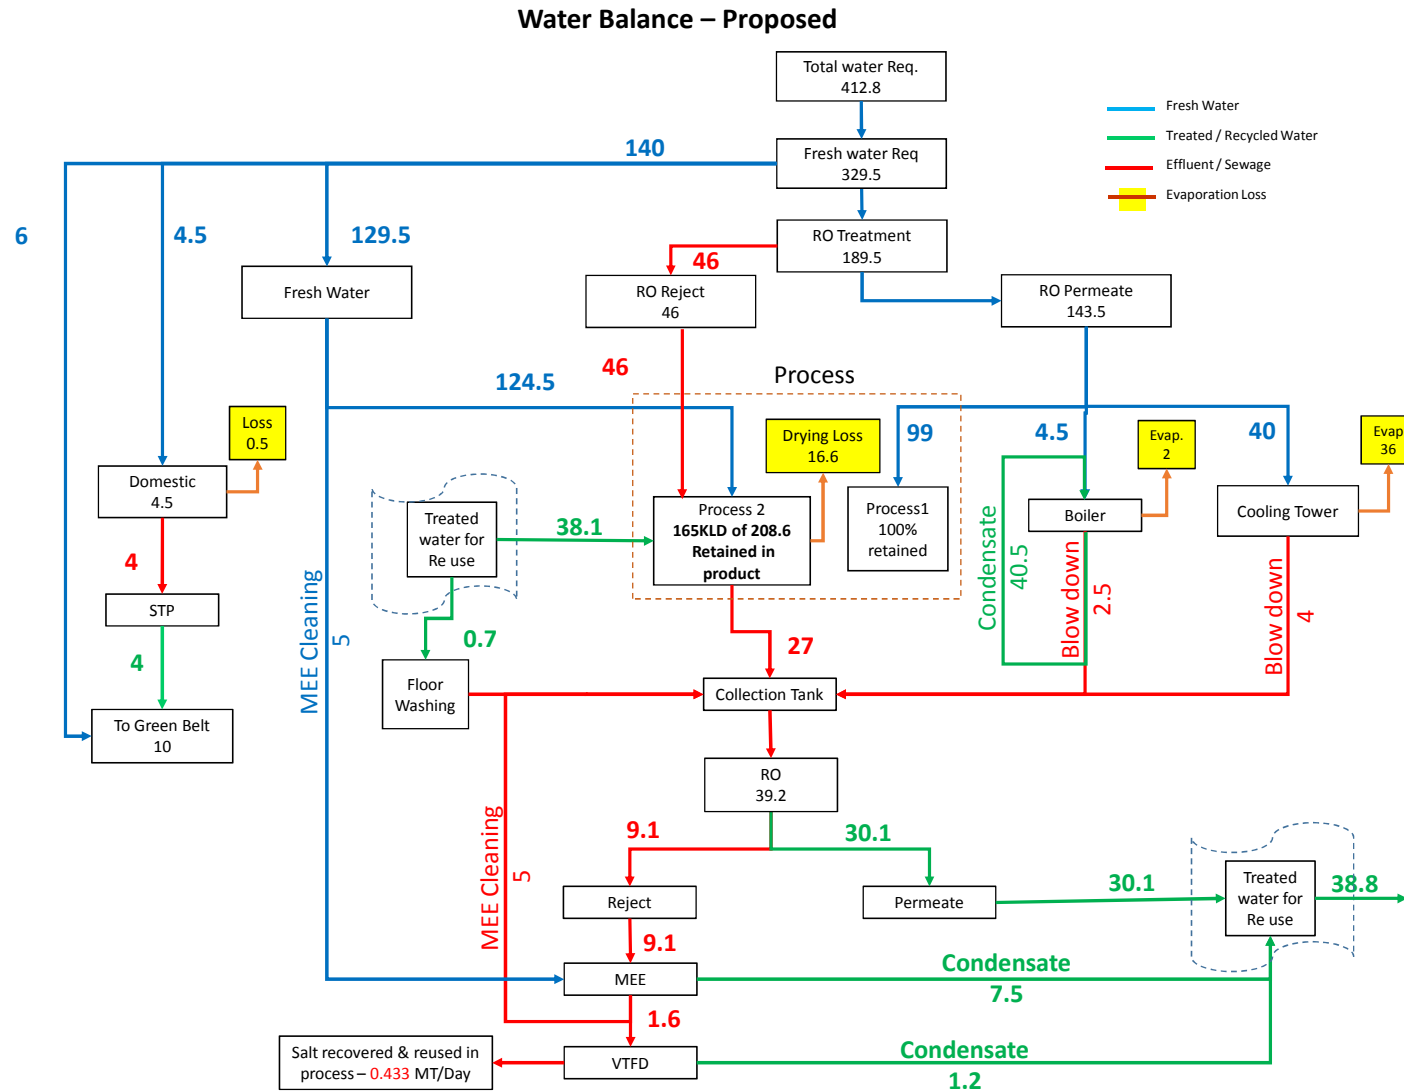 Water Balance – Proposed
Total water Req.
412.8
Fresh Water
Treated / Recycled Water
Effluent / Sewage
Evaporation Loss
140
Fresh water Req
329.5
6
4.5
129.5
RO Treatment
189.5
46
Fresh Water
RO Reject
46
RO Permeate
143.5
124.5
46
Process
Loss
0.5
Drying Loss
16.6
99
4.5
Evap.
2
40
Evap
36
Domestic
4.5
Treated
water for
Re use
38.1
Process 2
165KLD of 208.6
Retained in
product
Process1
100%
retained
Boiler
Cooling Tower
Condensate
40.5
Blow down
2.5
Blow down
4
4
STP
4
MEE Cleaning
5
0.7
27
Floor
Washing
Collection Tank
To Green Belt
10
RO
39.2
9.1
30.1
MEE Cleaning
5
Reject
Permeate
30.1
Treated
water for
Re use
38.8
9.1
MEE
Condensate
7.5
1.6
Salt recovered & reused in
process – 0.433 MT/Day
VTFD
Condensate
1.2